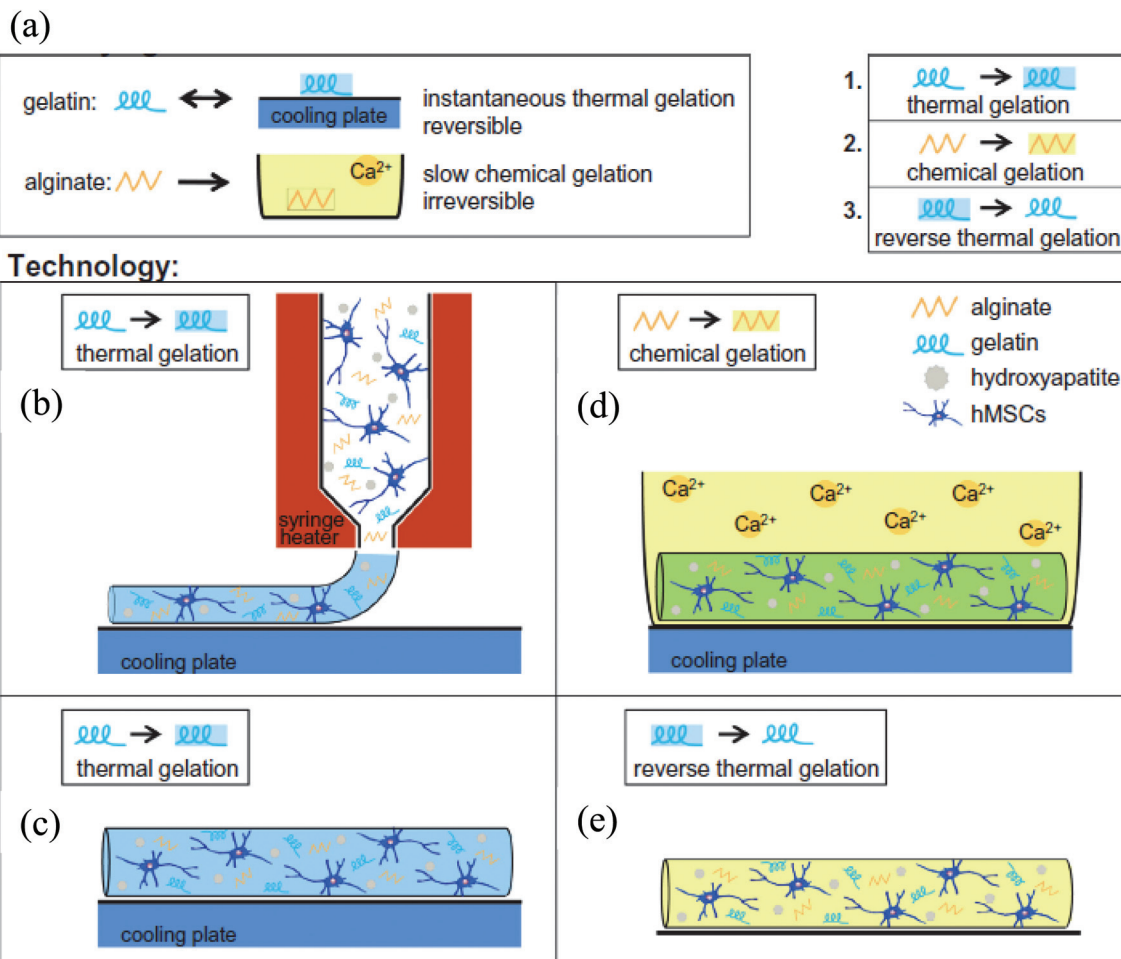 (a)
gelatin:
cooling plate
instantaneous thermal gelation
reversible
alginate:
Ca²⁺
slow chemical gelation
irreversible
1.
thermal gelation
2.
chemical gelation
3.
reverse thermal gelation
Technology:
thermal gelation
(b)
syringe
heater
cooling plate
chemical gelation
alginate
gelatin
hydroxyapatite
hMSCs
(d)
Ca²⁺
Ca²⁺
Ca²⁺
Ca²⁺
Ca²⁺
Ca²⁺
cooling plate
thermal gelation
(c)
cooling plate
reverse thermal gelation
(e)